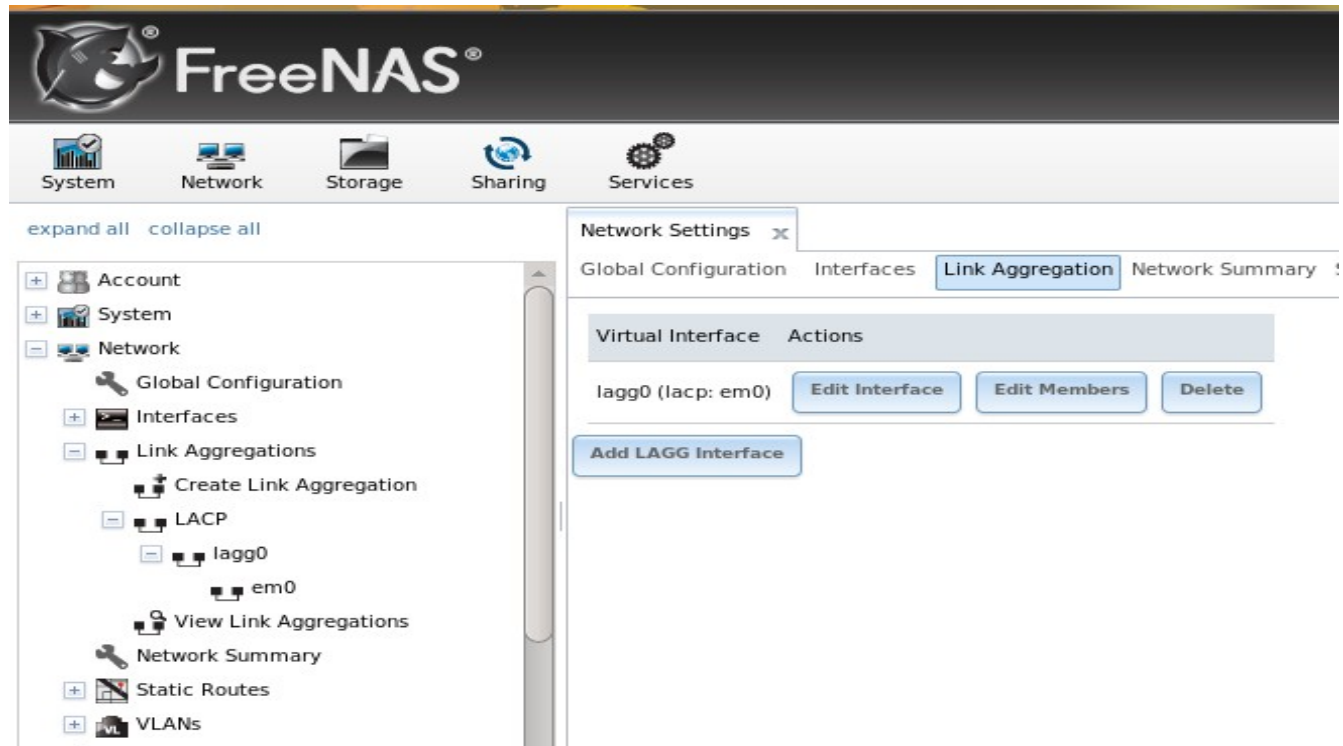 FreeNAS®
System Network Storage Sharing Services
expand all collapse all
Account
System
Network
Global Configuration
Interfaces
Link Aggregations
Create Link Aggregation
LACP
lagg0
em0
View Link Aggregations
Network Summary
Static Routes
VLANs
Network Settings x
Global Configuration Interfaces Link Aggregation Network Summary
Virtual Interface Actions
lagg0 (lacp: em0) Edit Interface Edit Members Delete
Add LAGG Interface